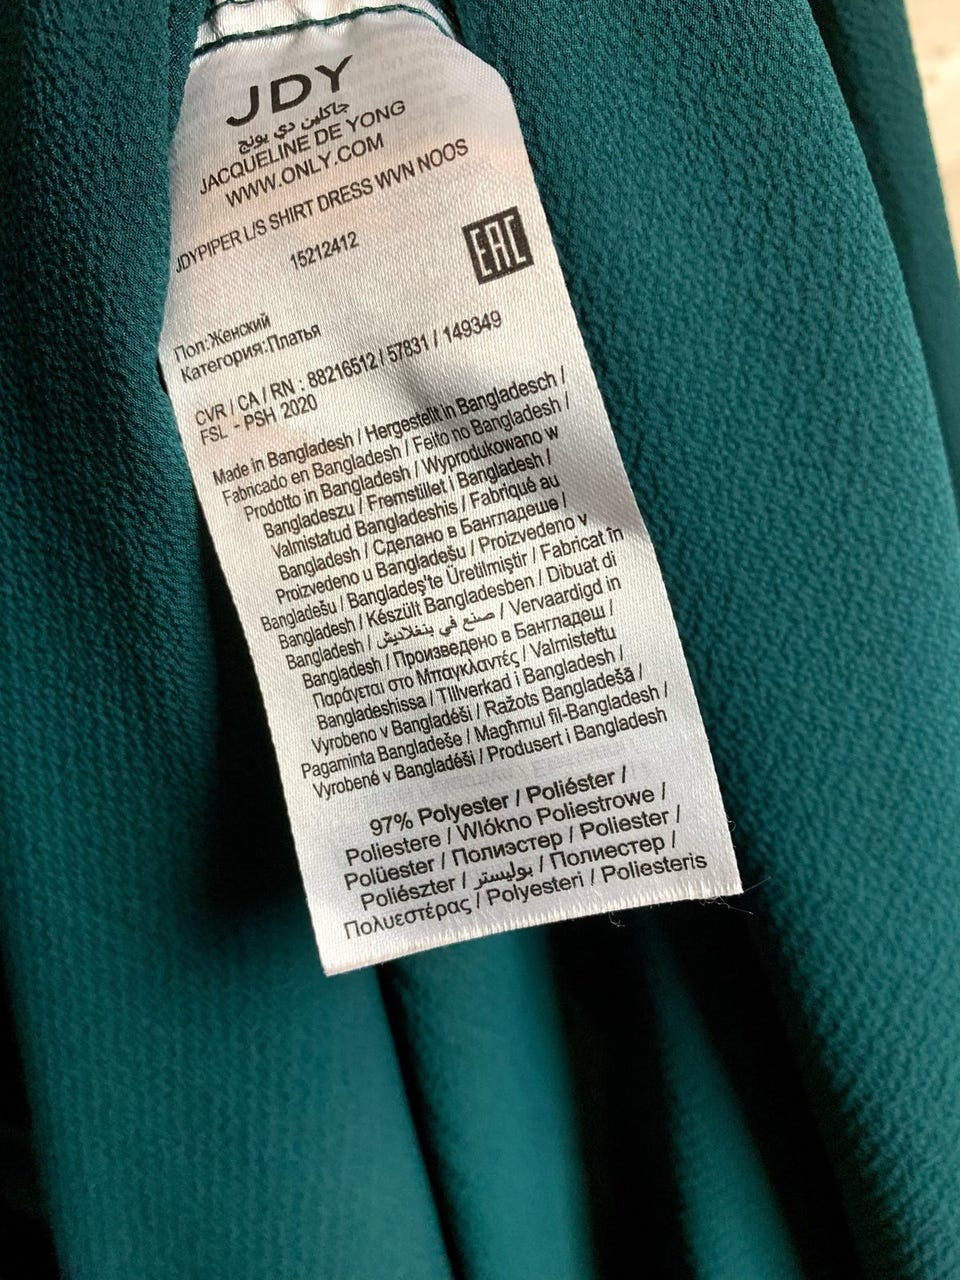 JDY
جاكلين دي يونج
JACQUELINE DE YONG
WWW.ONLY.COM
JDYPIPER L/S SHIRT DRESS WVN NOOS
15212412
EAC
Пол:Женский
Категория:Платья
CVR / CA / RN : 88216512 / 57831 / 149349
FSL - PSH 2020
Made in Bangladesh / Hergestellt in Bangladesch /
Fabricado en Bangladesh / Feito no Bangladesh /
Prodotto in Bangladesh / Wyprodukowano w
Bangladeszu / Fremstillet i Bangladesh /
Valmistatud Bangladeshis / Fabriqué au
Bangladesh / Сделано в Бангладеше /
Proizvedeno u Bangladešu / Proizvedeno v
Bangladešu / Bangladeş'te Üretilmiştir / Fabricat în
Bangladesh / Készült Bangladesben / Dibuat di
Bangladesh / صنع في بنغلاديش / Vervaardigd in
Bangladesh / Произведено в Бангладеш /
Παράγεται στο Μπαγκλαντές / Valmistettu
Bangladeshissa / Tillverkad i Bangladesh /
Vyrobeno v Bangladéši / Ražots Bangladešā /
Pagaminta Bangladeše / Magħmul fil-Bangladesh /
Vyrobené v Bangladéši / Produsert i Bangladesh
97% Polyester / Poliéster /
Poliestere / Wlókno Poliestrowe /
Polüester / Полиэстер / Poliester /
Poliészter / بوليستر / Полиестер /
Πολυεστέρας / Polyesteri / Poliesteris